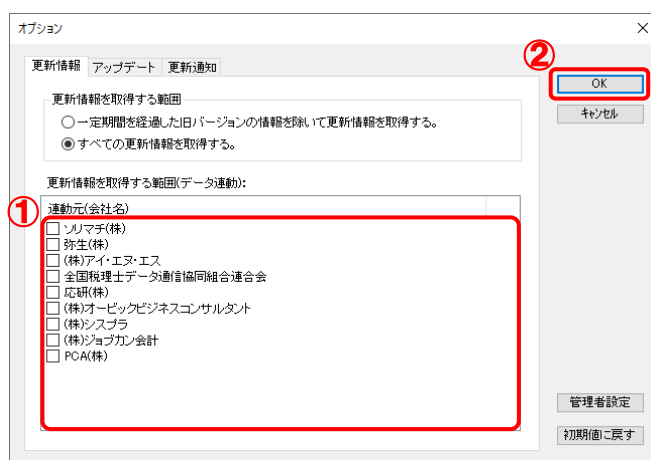 オプション
更新情報 アップデート 更新通知
②
OK
キャンセル
更新情報を取得する範囲
一定期間を経過した旧バージョンの情報を除いて更新情報を取得する。
すべての更新情報を取得する。
更新情報を取得する範囲(データ連動):
①
連動元(会社名)
ソリマチ(株)
弥生(株)
(株)アイ・エヌ・エス
全国税理士データ通信協同組合連合会
応研(株)
(株)オービックビジネスコンサルタント
(株)シスプラ
(株)ジョブカン会計
PCA(株)
管理者設定
初期値に戻す